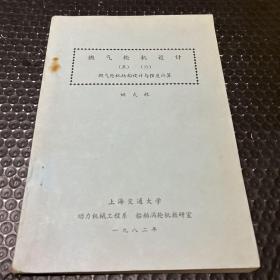 燃气轮机设计
(五) (六)
燃气轮机结构设计与强度计算
上海交通大学
动力机械工程系 船舶涡轮机教研室
一九八二年